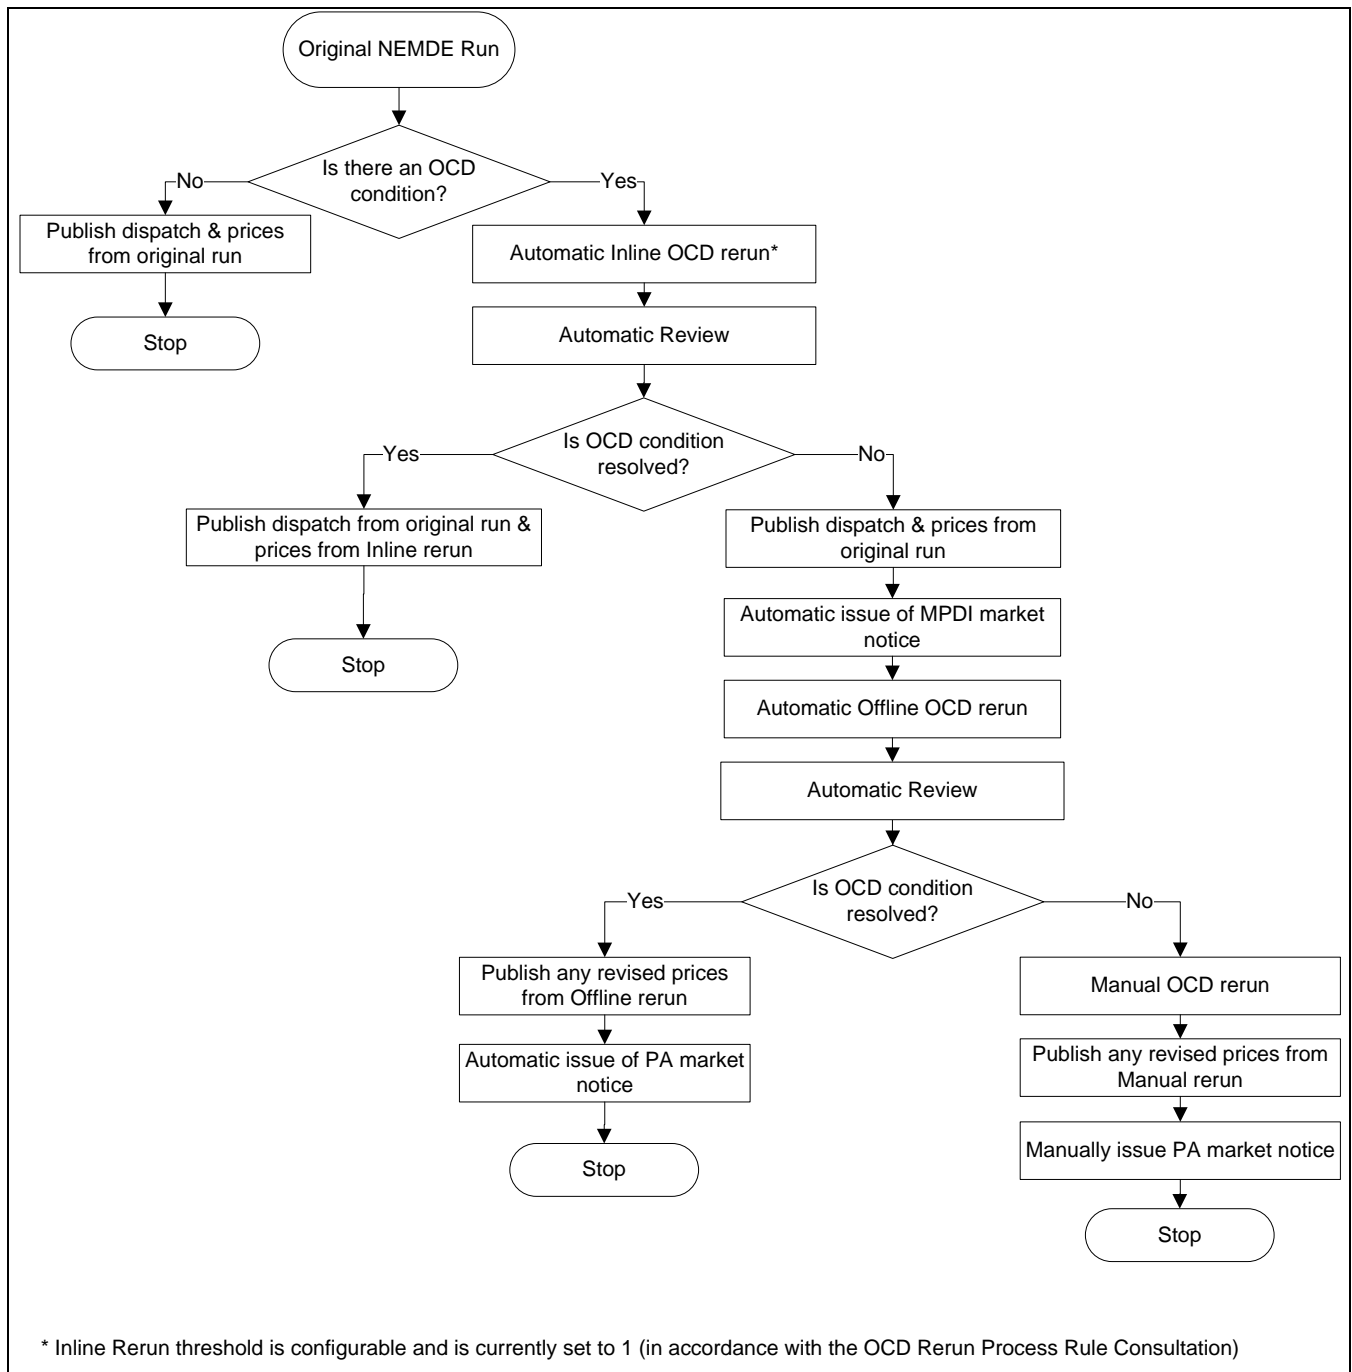 Original NEMDE Run
Is there an OCD
condition?
No
Yes
Publish dispatch & prices
from original run
Automatic Inline OCD rerun*
Stop
Automatic Review
Is OCD condition
resolved?
Yes
No
Publish dispatch from original run &
prices from Inline rerun
Publish dispatch & prices from
original run
Automatic issue of MPDI market
notice
Stop
Automatic Offline OCD rerun
Automatic Review
Is OCD condition
resolved?
Yes
No
Publish any revised prices
from Offline rerun
Manual OCD rerun
Automatic issue of PA market
notice
Publish any revised prices from
Manual rerun
Stop
Manually issue PA market notice
Stop
* Inline Rerun threshold is configurable and is currently set to 1 (in accordance with the OCD Rerun Process Rule Consultation)